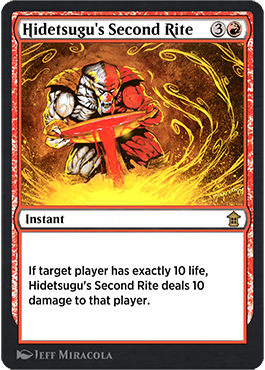 Hidetsugu's Second Rite 3
Instant
If target player has exactly 10 life,
Hidetsugu's Second Rite deals 10
damage to that player.
Jeff Miracola